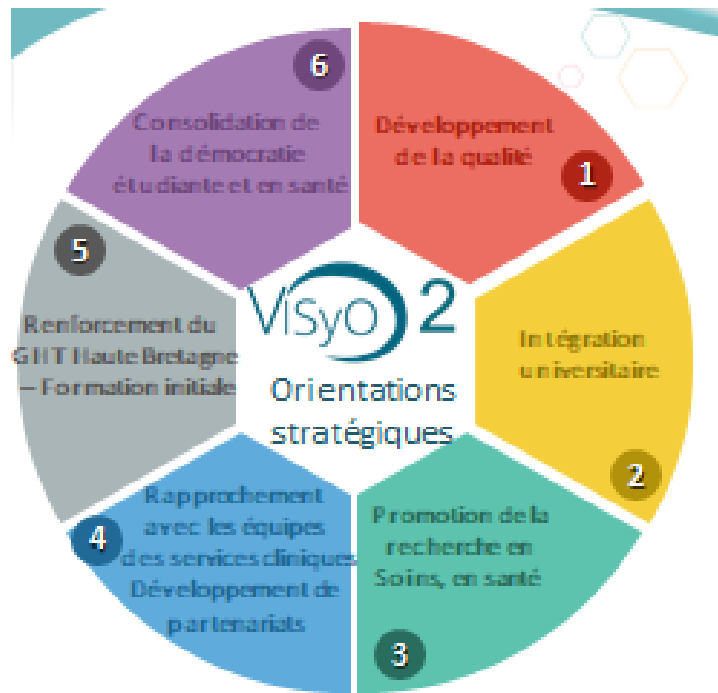 6
Consolidation de
la démocratie
étudiante et en santé
Développement
de la qualité
1
5
Renforcement du
GHT Haute Bretagne
– Formation initiale
ViSyO 2
Orientations
stratégiques
Intégration
universitaire
2
4
Rapprochement
avec les équipes
des services cliniques
Développement de
partenariats
Promotion de la
recherche en
Soins, en santé
3